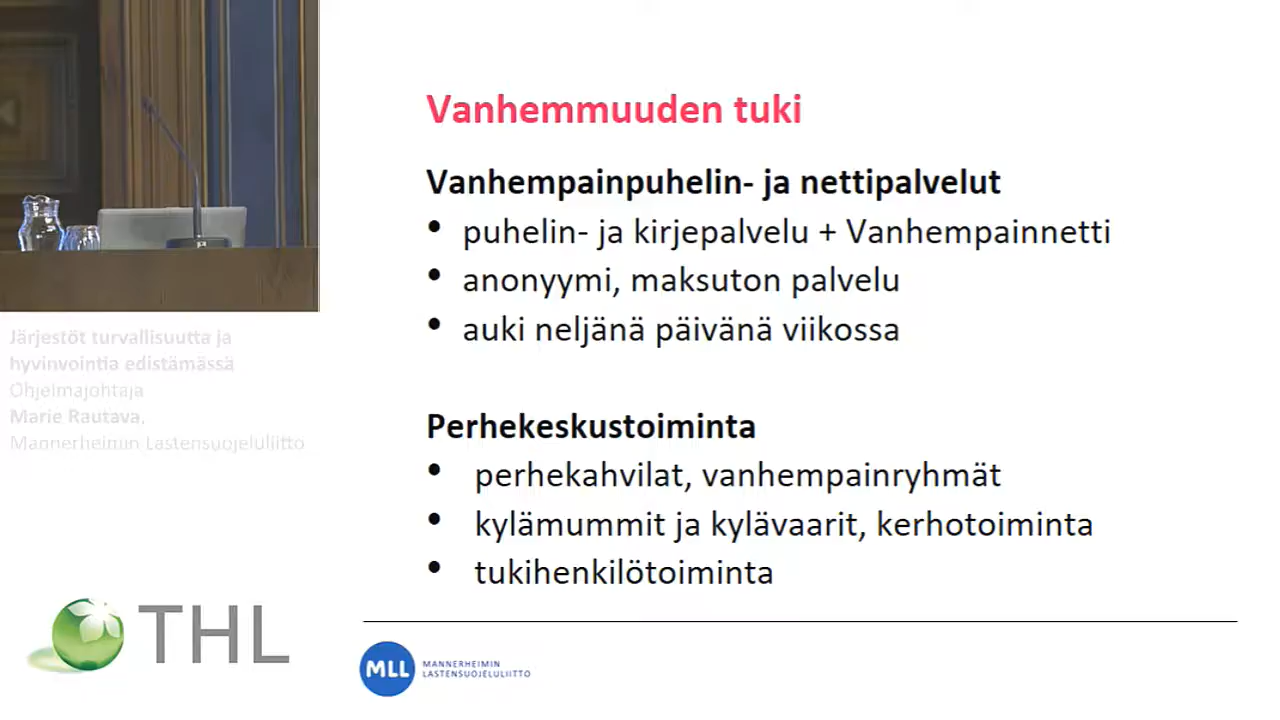 Vanhemmuuden tuki
Vanhempainpuhelin- ja nettipalvelut
• puhelin- ja kirjepalvelu + Vanhempainnetti
• anonyymi, maksuton palvelu
• auki neljänä päivänä viikossa
Perhekeskustoiminta
• perhekahvilat, vanhempainryhmät
• kylämummit ja kylävaarit, kerhotoiminta
• tukihenkilötoiminta
Järjestöt turvallisuutta ja
hyvinvointia edistämässä
Ohjelmajohtaja
Marie Rautava,
Mannerheimin Lastensuojeluliitto
THL
MLL
MANNERHEIMIN
LASTENSUOJELULIITTO